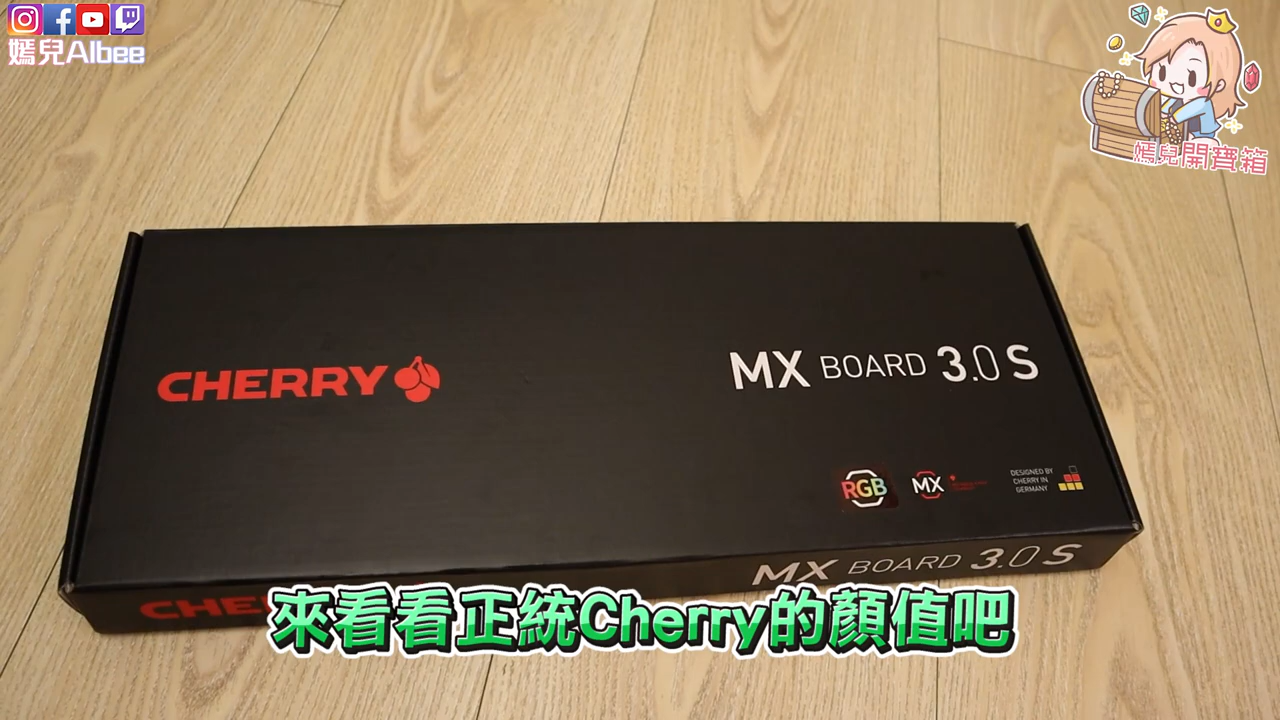 嫣兒Albee
嫣兒開寶箱
CHERRY
MX BOARD 3.0 S
RGB
MX
DESIGNED BY
CHERRY IN
GERMANY
MX BOARD 3.0 S
CHE
來看看正統Cherry的顏值吧